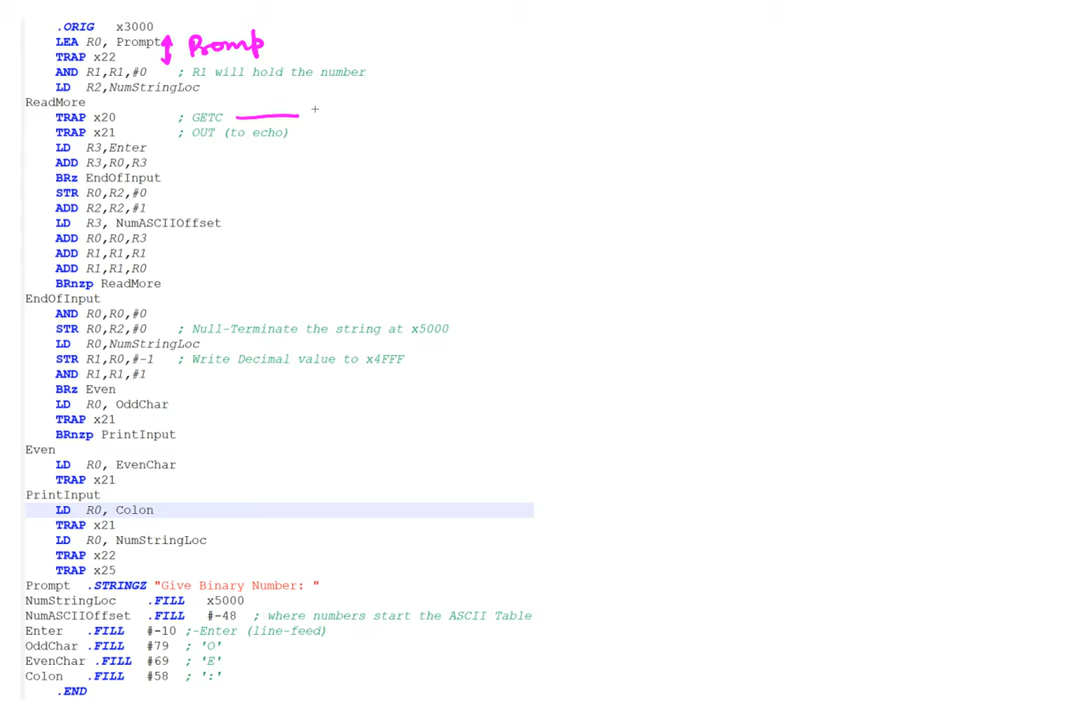 .ORIG x3000
LEA R0, Prompt
Promp
TRAP x22
AND R1,R1,#0 ; R1 will hold the number
LD R2,NumStringLoc
ReadMore
TRAP x20 ; GETC
TRAP x21 ; OUT (to echo)
LD R3,Enter
ADD R3,R0,R3
BRz EndOfInput
STR R0,R2,#0
ADD R2,R2,#1
LD R3, NumASCIIOffset
ADD R0,R0,R3
ADD R1,R1,R1
ADD R1,R1,R0
BRnzp ReadMore
EndOfInput
AND R0,R0,#0
STR R0,R2,#0 ; Null-Terminate the string at x5000
LD R0,NumStringLoc
STR R1,R0,#-1 ; Write Decimal value to x4FFF
AND R1,R1,#1
BRz Even
LD R0, OddChar
TRAP x21
BRnzp PrintInput
Even
LD R0, EvenChar
TRAP x21
PrintInput
LD R0, Colon
TRAP x21
LD R0, NumStringLoc
TRAP x22
TRAP x25
Prompt .STRINGZ "Give Binary Number: "
NumStringLoc .FILL x5000
NumASCIIOffset .FILL #-48 ; where numbers start the ASCII Table
Enter .FILL #-10 ;-Enter (line-feed)
OddChar .FILL #79 ; 'O'
EvenChar .FILL #69 ; 'E'
Colon .FILL #58 ; ':'
.END